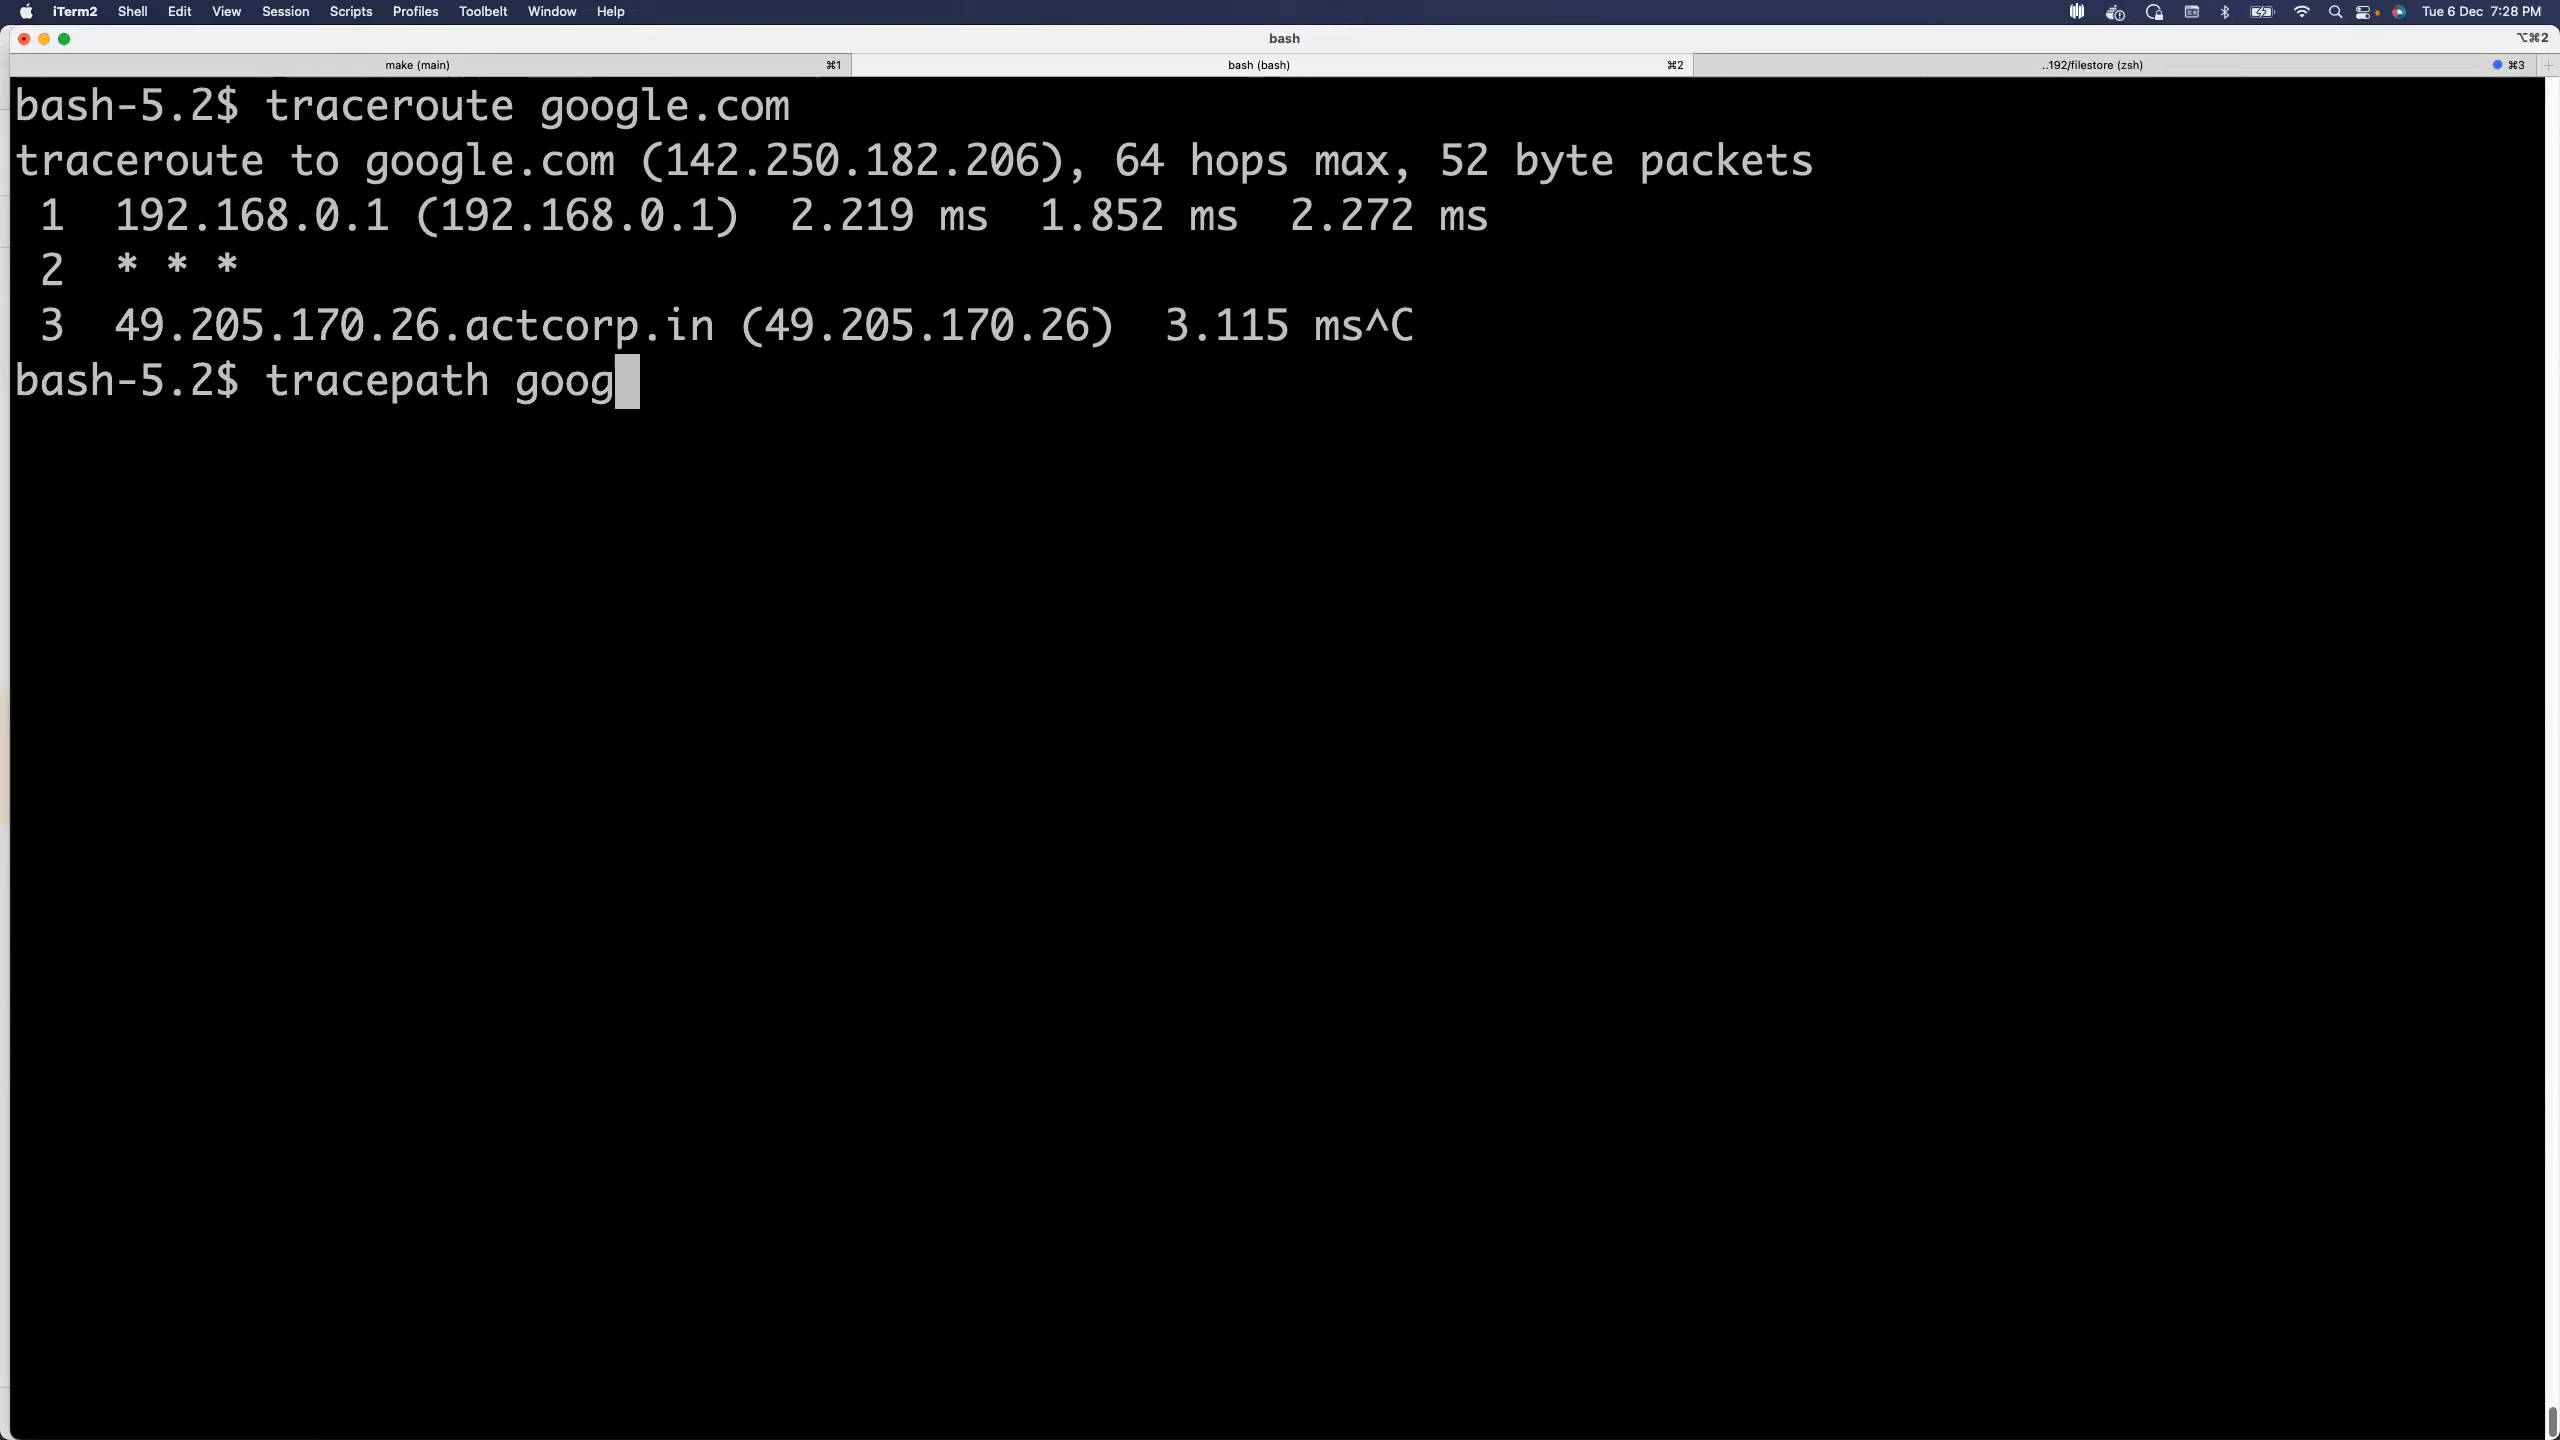 iTerm2 Shell Edit View Session Scripts Profiles Toolbelt Window Help Tue 6 Dec 7:28 PM
bash ⌥⌘2
make (main) ⌘1 bash (bash) ⌘2 ..192/filestore (zsh) ⌘3
bash-5.2$ traceroute google.com
traceroute to google.com (142.250.182.206), 64 hops max, 52 byte packets
1 192.168.0.1 (192.168.0.1) 2.219 ms 1.852 ms 2.272 ms
2 * * *
3 49.205.170.26.actcorp.in (49.205.170.26) 3.115 ms^C
bash-5.2$ tracepath goog